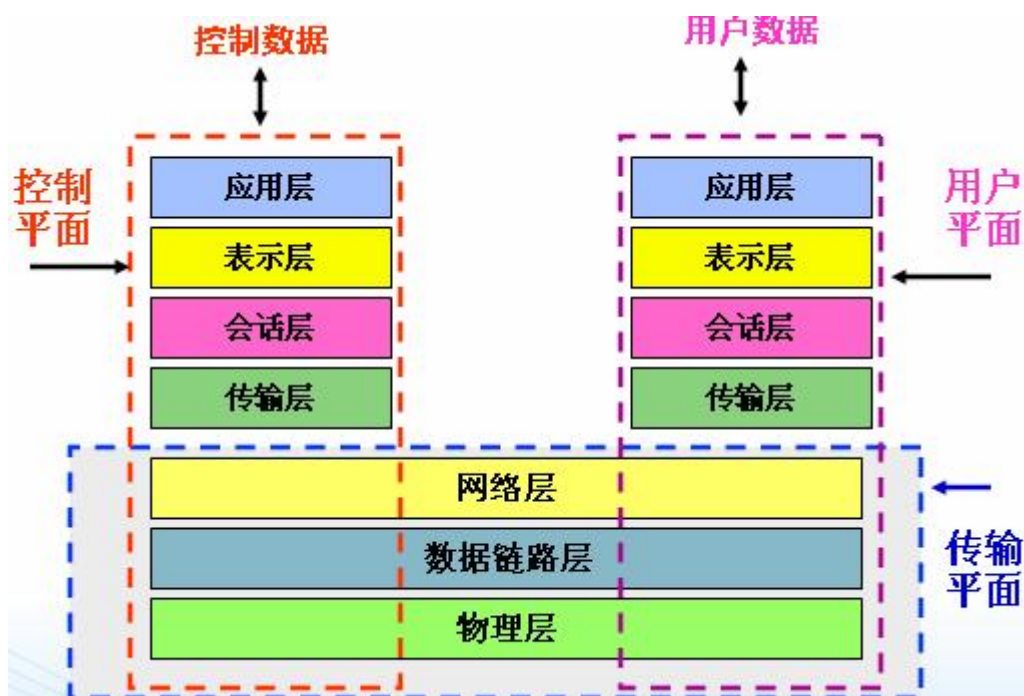 控制数据
用户数据
控制
平面
应用层
应用层
用户
平面
表示层
表示层
会话层
会话层
传输层
传输层
网络层
数据链路层
物理层
传输
平面